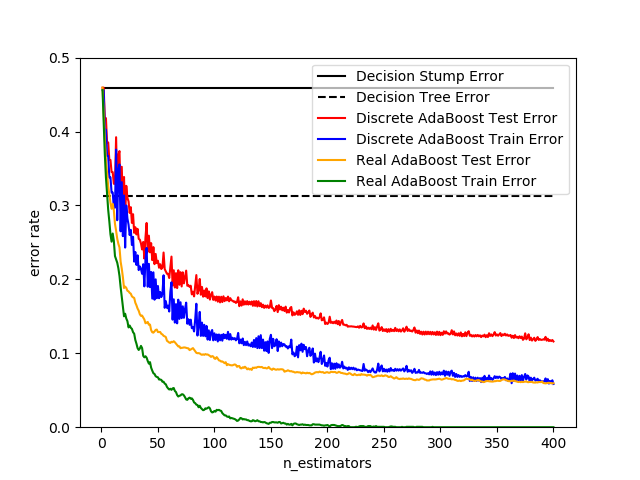 0.5
Decision Stump Error
Decision Tree Error
Discrete AdaBoost Test Error
Discrete AdaBoost Train Error
Real AdaBoost Test Error
Real AdaBoost Train Error
0.4
0.3
0.2
0.1
0.0
error rate
0
50
100
150
200
250
300
350
400
n_estimators